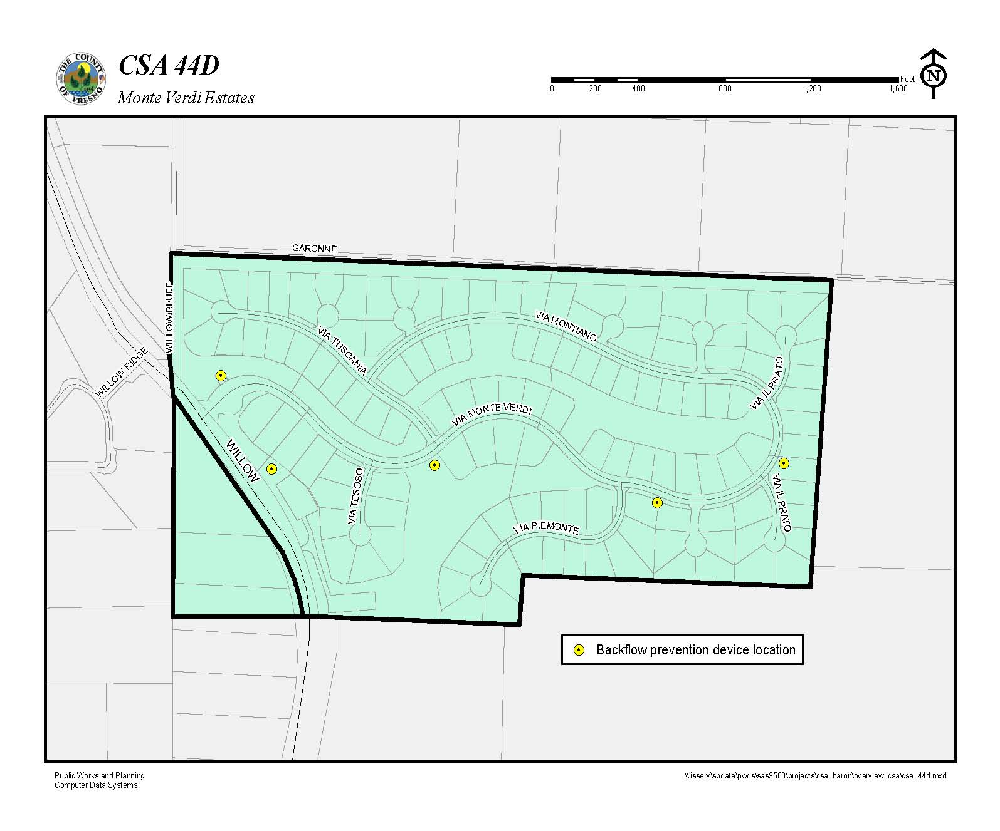 THE COUNTY
OF FRESNO
1856
CSA 44D
Monte Verdi Estates
Feet
0 200 400 800 1,200 1,600
N
GARONNE
WILLOW BLUFF
WILLOW RIDGE
VIA TUSCANIA
VIA MONTIANO
VIA IL PRATO
VIA MONTE VERDI
WILLOW
VIA TESOSO
VIA IL PRATO
VIA PIEMONTE
Backflow prevention device location
Public Works and Planning
Computer Data Systems
\\lisserv\spdata\pwds\sas9508\projects\csa_baron\overview_csa\csa_44d.mxd